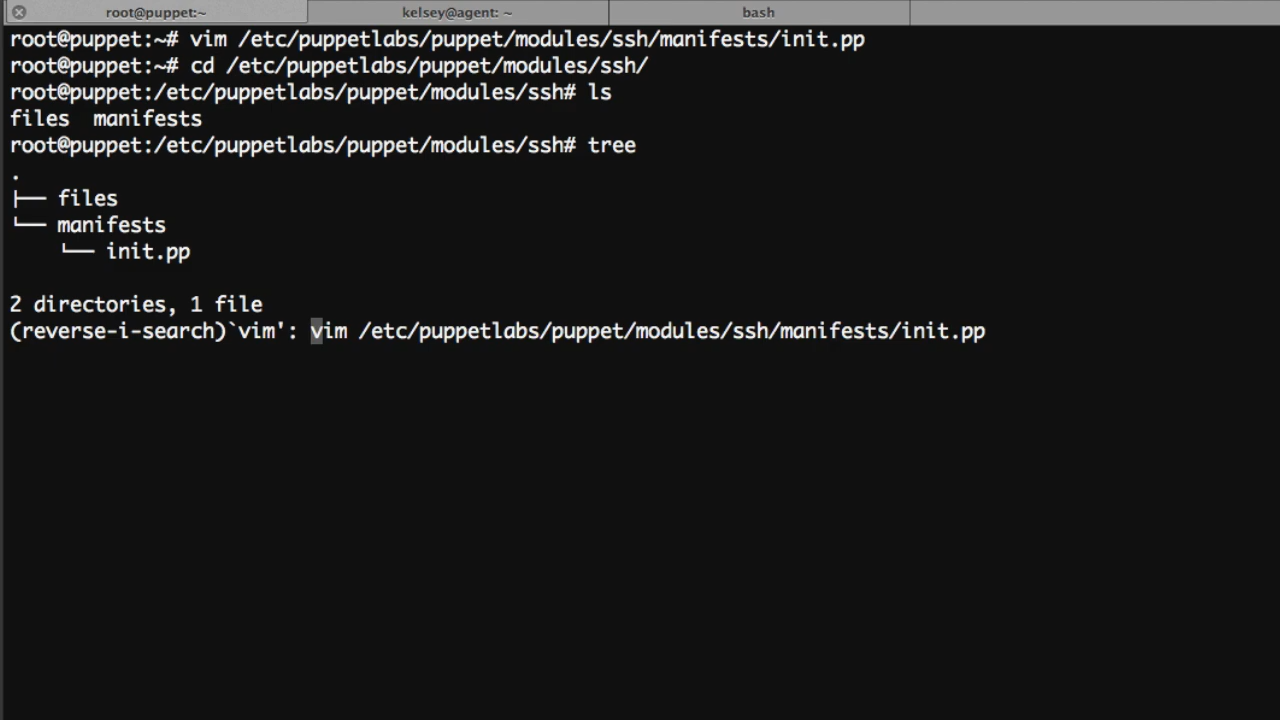 root@puppet:~
kelsey@agent: ~
bash
root@puppet:~# vim /etc/puppetlabs/puppet/modules/ssh/manifests/init.pp
root@puppet:~# cd /etc/puppetlabs/puppet/modules/ssh/
root@puppet:/etc/puppetlabs/puppet/modules/ssh# ls
files  manifests
root@puppet:/etc/puppetlabs/puppet/modules/ssh# tree
.
├── files
└── manifests
    └── init.pp
2 directories, 1 file
(reverse-i-search)`vim': vim /etc/puppetlabs/puppet/modules/ssh/manifests/init.pp